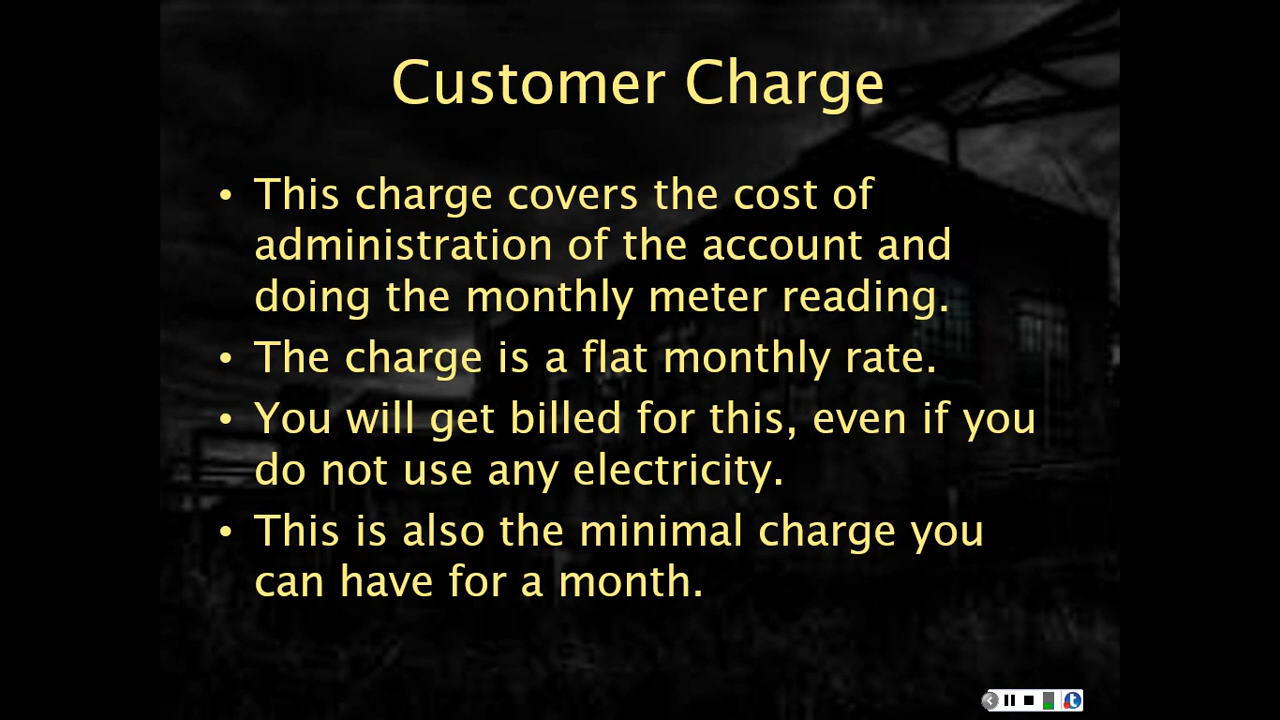 Customer Charge
• This charge covers the cost of
administration of the account and
doing the monthly meter reading.
• The charge is a flat monthly rate.
• You will get billed for this, even if you
do not use any electricity.
• This is also the minimal charge you
can have for a month.
t